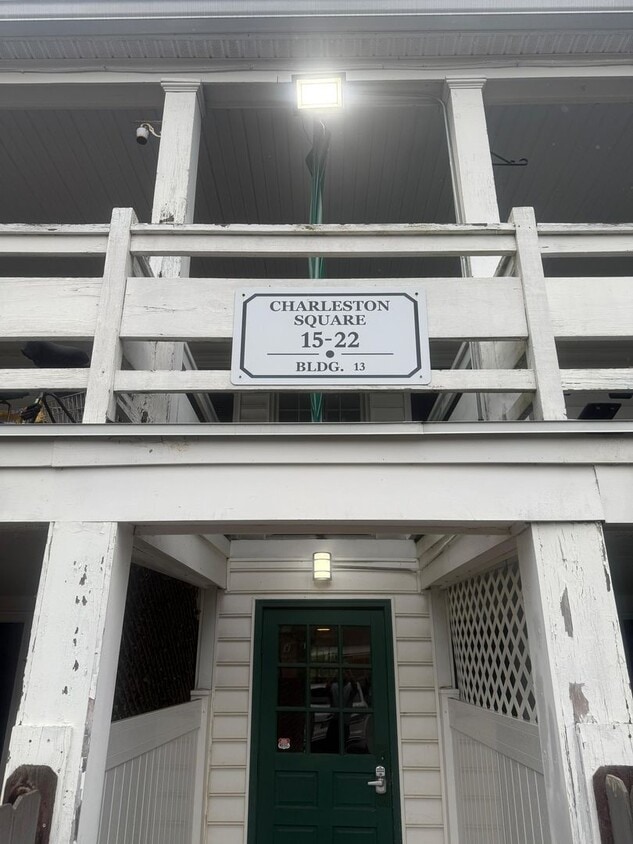 CHARLESTON
SQUARE
15-22
BLDG. 13